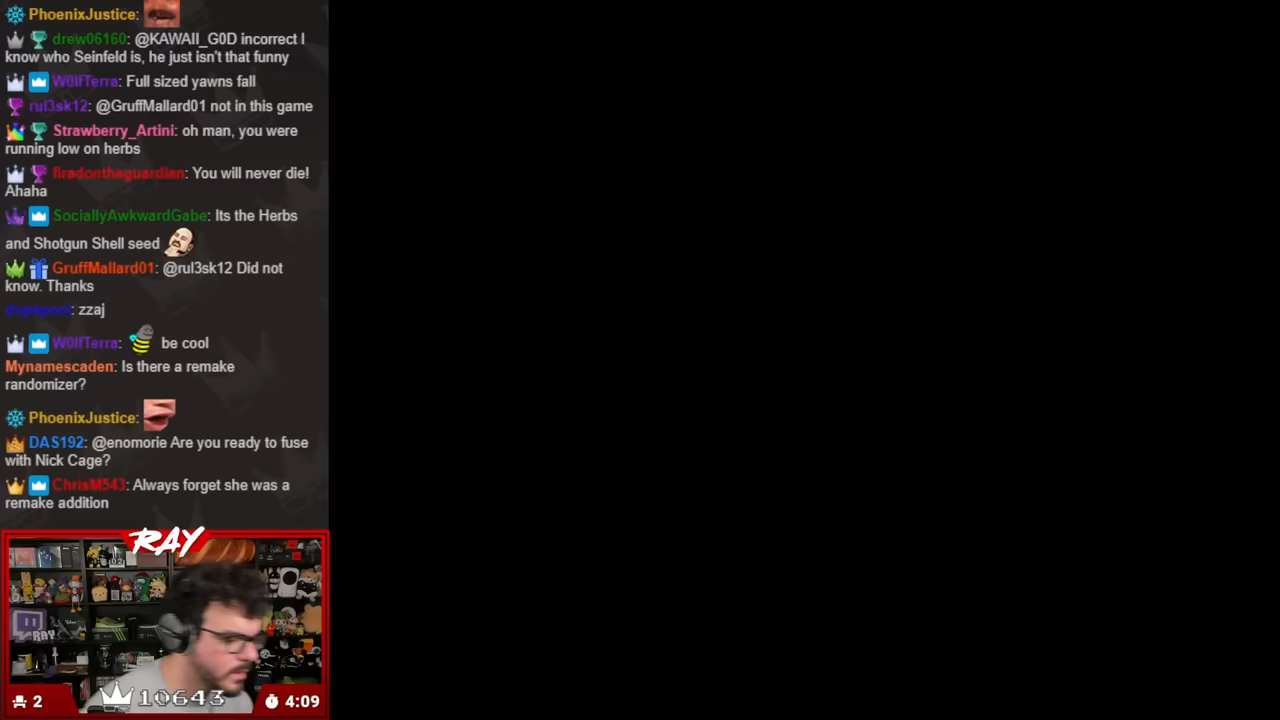 PhoenixJustice:
drew06160: @KAWAII_G0D incorrect I
know who Seinfeld is, he just isn't that funny
W0lfTerra: Full sized yawns fall
rul3sk12: @GruffMallard01 not in this game
Strawberry_Artini: oh man, you were
running low on herbs
firadontheguardian: You will never die!
Ahaha
SociallyAwkwardGabe: Its the Herbs
and Shotgun Shell seed
GruffMallard01: @rul3sk12 Did not
know. Thanks
dupspoot: zzaj
W0lfTerra: be cool
Mynamescaden: Is there a remake
randomizer?
PhoenixJustice:
DAS192: @enomorie Are you ready to fuse
with Nick Cage?
ChrisM543: Always forget she was a
remake addition
RAY
RAY
2
10643
4:09